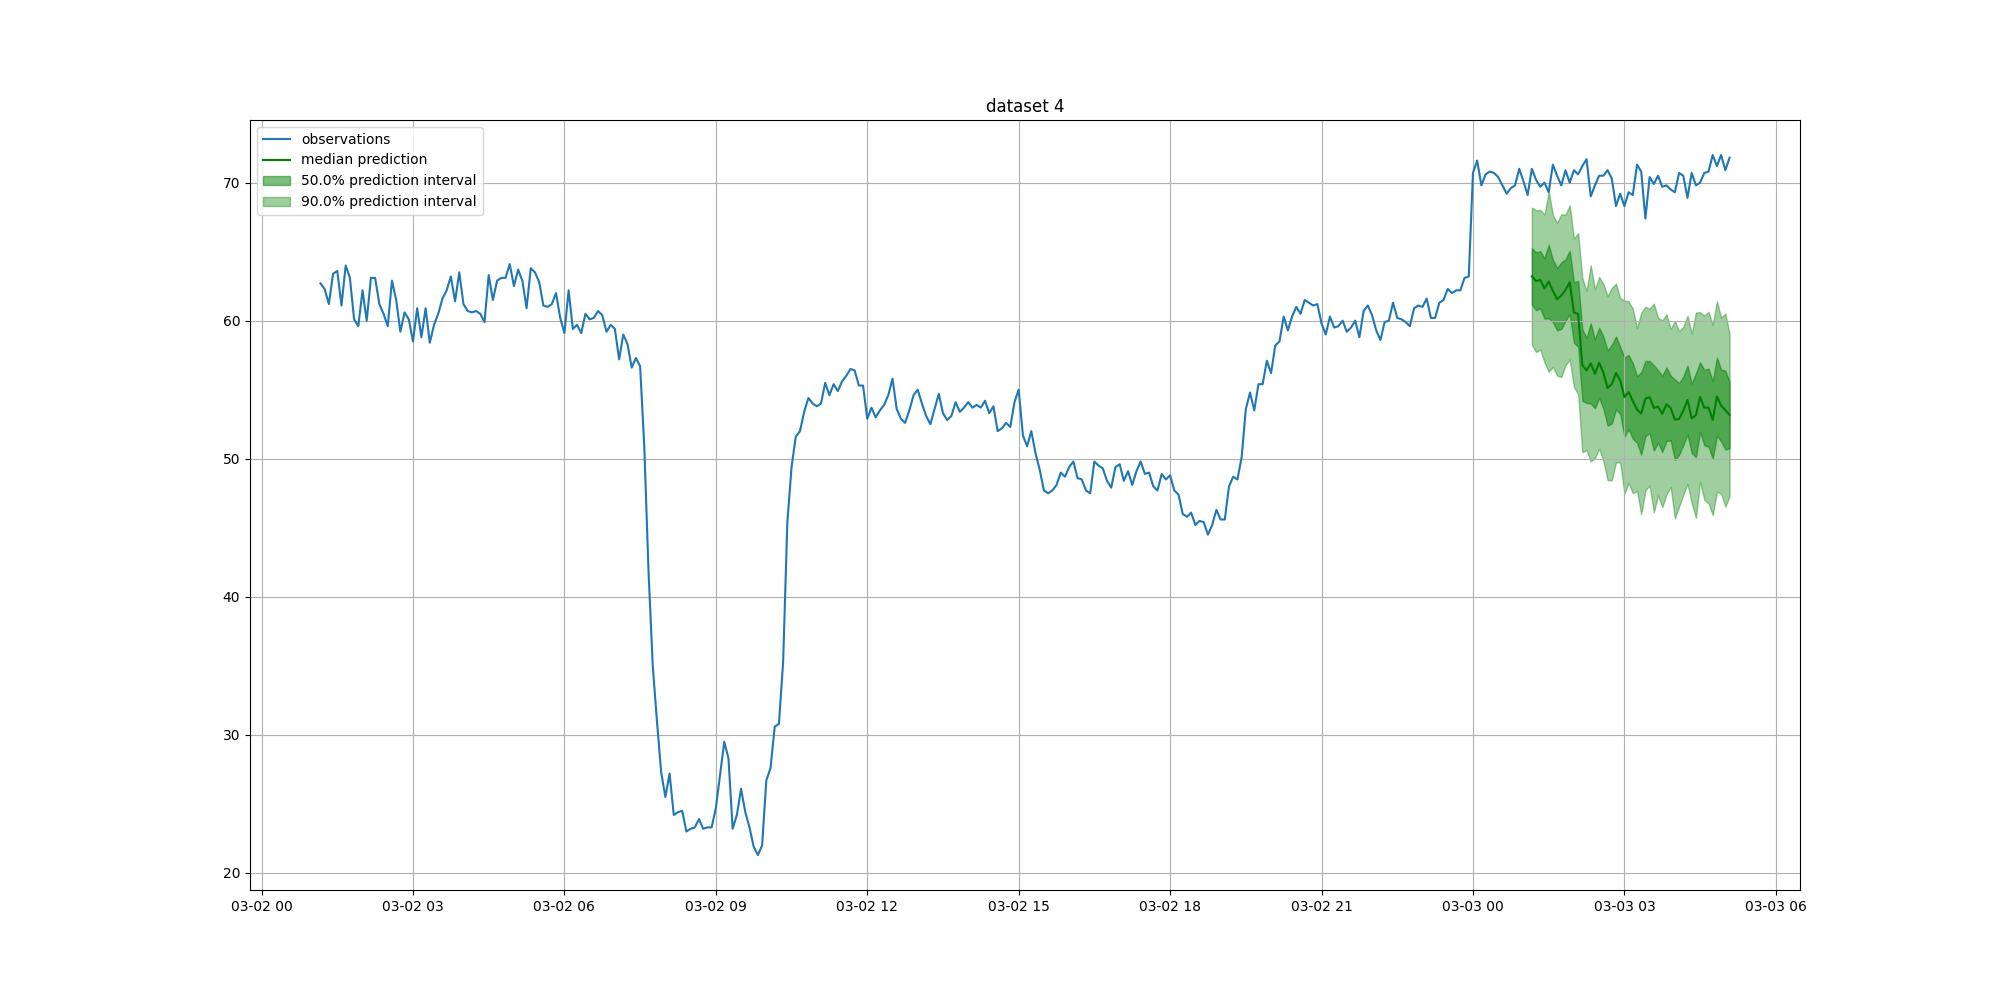 dataset 4
observations
median prediction
50.0% prediction interval
90.0% prediction interval
70
60
50
40
30
20
03-02 00 03-02 03 03-02 06 03-02 09 03-02 12 03-02 15 03-02 18 03-02 21 03-03 00 03-03 03 03-03 06